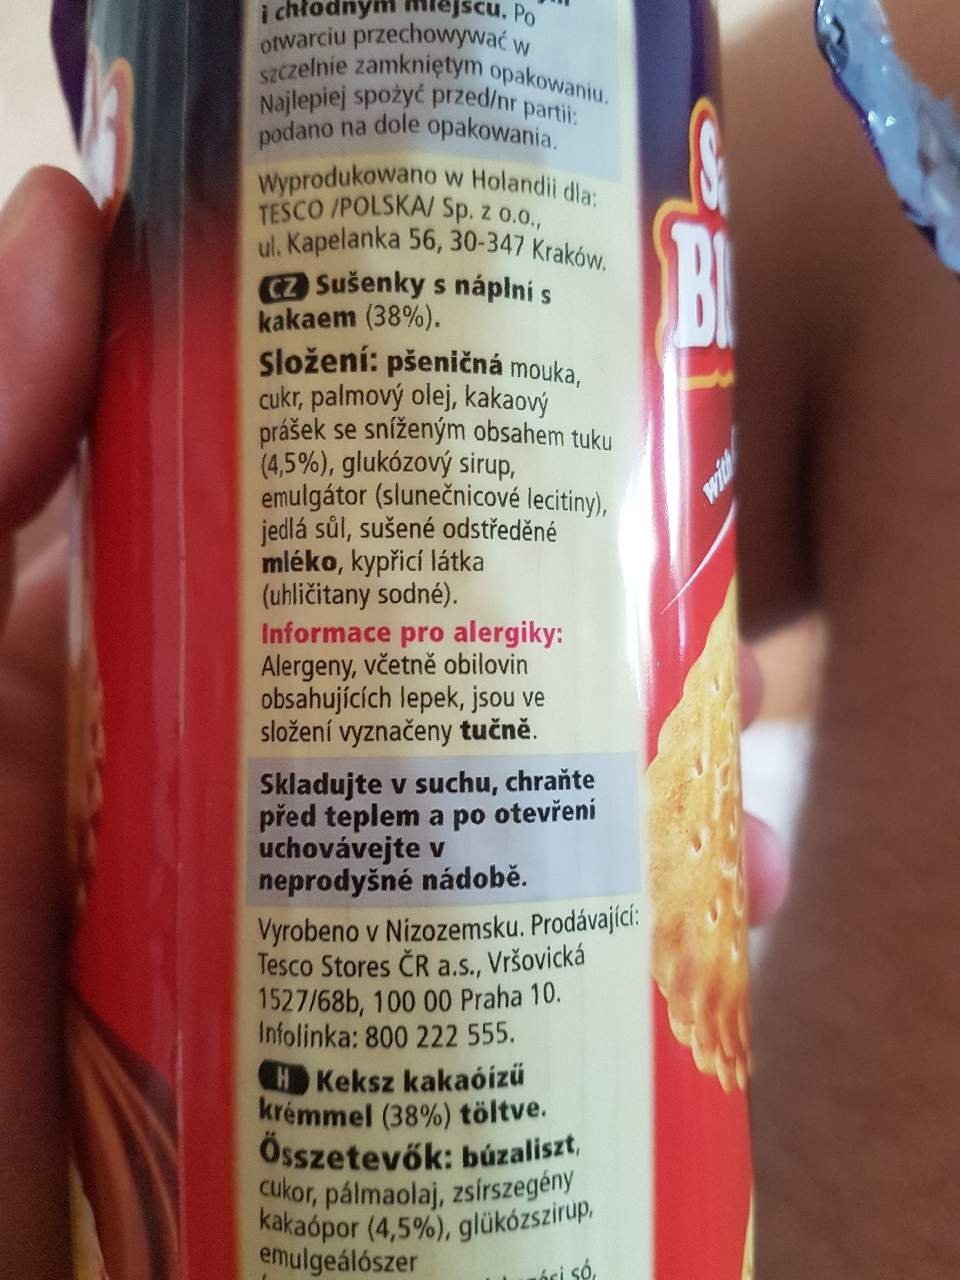 i chłodnym miejscu. Po
otwarciu przechowywać w
szczelnie zamkniętym opakowaniu.
Najlepiej spożyć przed/nr partii:
podano na dole opakowania.
Wyprodukowano w Holandii dla:
TESCO /POLSKA/ Sp. z o.o.,
ul. Kapelanka 56, 30-347 Kraków.
CZ Sušenky s náplní s
kakaem (38%).
Složení: pšeničná mouka,
cukr, palmový olej, kakaový
prášek se sníženým obsahem tuku
(4,5%), glukózový sirup,
emulgátor (slunečnicové lecitiny),
jedlá sůl, sušené odstředěné
mléko, kypřicí látka
(uhličitany sodné).
Informace pro alergiky:
Alergeny, včetně obilovin
obsahujících lepek, jsou ve
složení vyznačeny tučně.
Skladujte v suchu, chraňte
před teplem a po otevření
uchovávejte v
neprodyšné nádobě.
Vyrobeno v Nizozemsku. Prodávající:
Tesco Stores ČR a.s., Vršovická
1527/68b, 100 00 Praha 10.
Infolinka: 800 222 555.
H Keksz kakaóízű
krémmel (38%) töltve.
Összetevők: búzaliszt,
cukor, pálmaolaj, zsírszegény
kakaópor (4,5%), glükózszirup,
emulgeálószer
só,
with